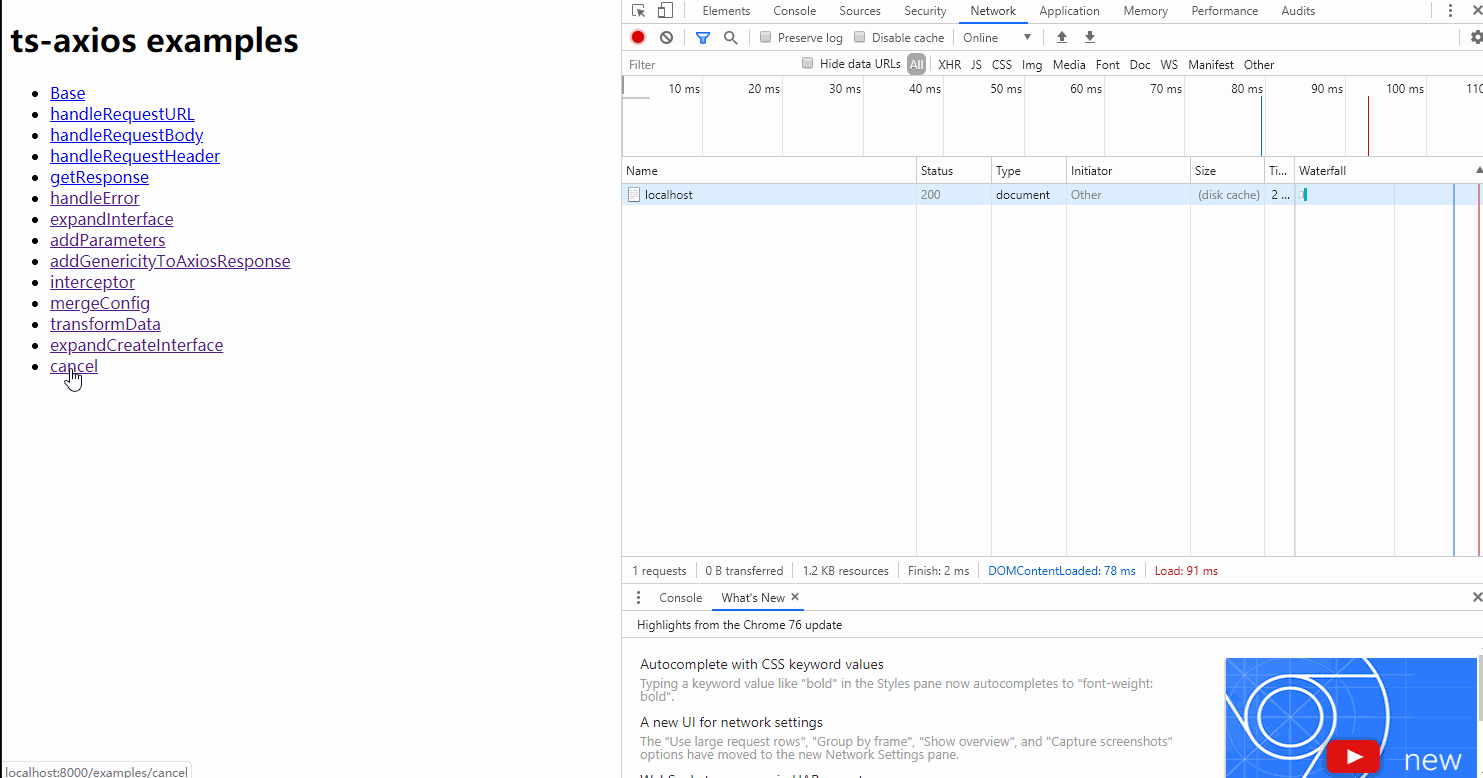 ts-axios examples
Base
handleRequestURL
handleRequestBody
handleRequestHeader
getResponse
handleError
expandInterface
addParameters
addGenericityToAxiosResponse
interceptor
mergeConfig
transformData
expandCreateInterface
cancel
localhost:8000/examples/cancel
Elements Console Sources Security Network Application Memory Performance Audits
Preserve log Disable cache Online
Filter Hide data URLs All XHR JS CSS Img Media Font Doc WS Manifest Other
10 ms 20 ms 30 ms 40 ms 50 ms 60 ms 70 ms 80 ms 90 ms 100 ms 110
Name Status Type Initiator Size Ti... Waterfall
localhost 200 document Other (disk cache) 2 ...
1 requests 0 B transferred 1.2 KB resources Finish: 2 ms DOMContentLoaded: 78 ms Load: 91 ms
Console What's New
Highlights from the Chrome 76 update
Autocomplete with CSS keyword values
Typing a keyword value like "bold" in the Styles pane now autocompletes to "font-weight:
bold".
A new UI for network settings
The "Use large request rows", "Group by frame", "Show overview", and "Capture screenshots"
options have moved to the new Network Settings pane.
new